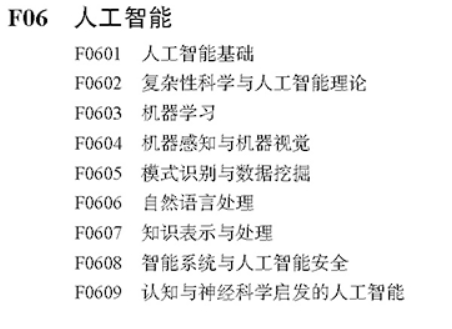 F06 人工智能
F0601 人工智能基础
F0602 复杂性科学与人工智能理论
F0603 机器学习
F0604 机器感知与机器视觉
F0605 模式识别与数据挖掘
F0606 自然语言处理
F0607 知识表示与处理
F0608 智能系统与人工智能安全
F0609 认知与神经科学启发的人工智能